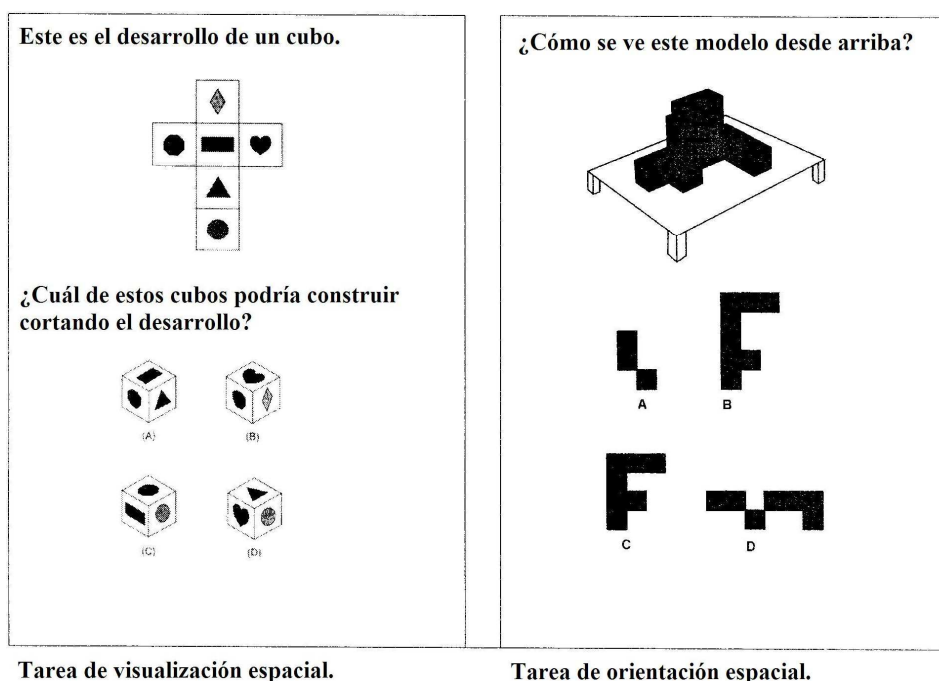 Este es el desarrollo de un cubo.
¿Cuál de estos cubos podría construir
cortando el desarrollo?
(A)
(B)
(C)
(D)
Tarea de visualización espacial.
¿Cómo se ve este modelo desde arriba?
A
B
C
D
Tarea de orientación espacial.